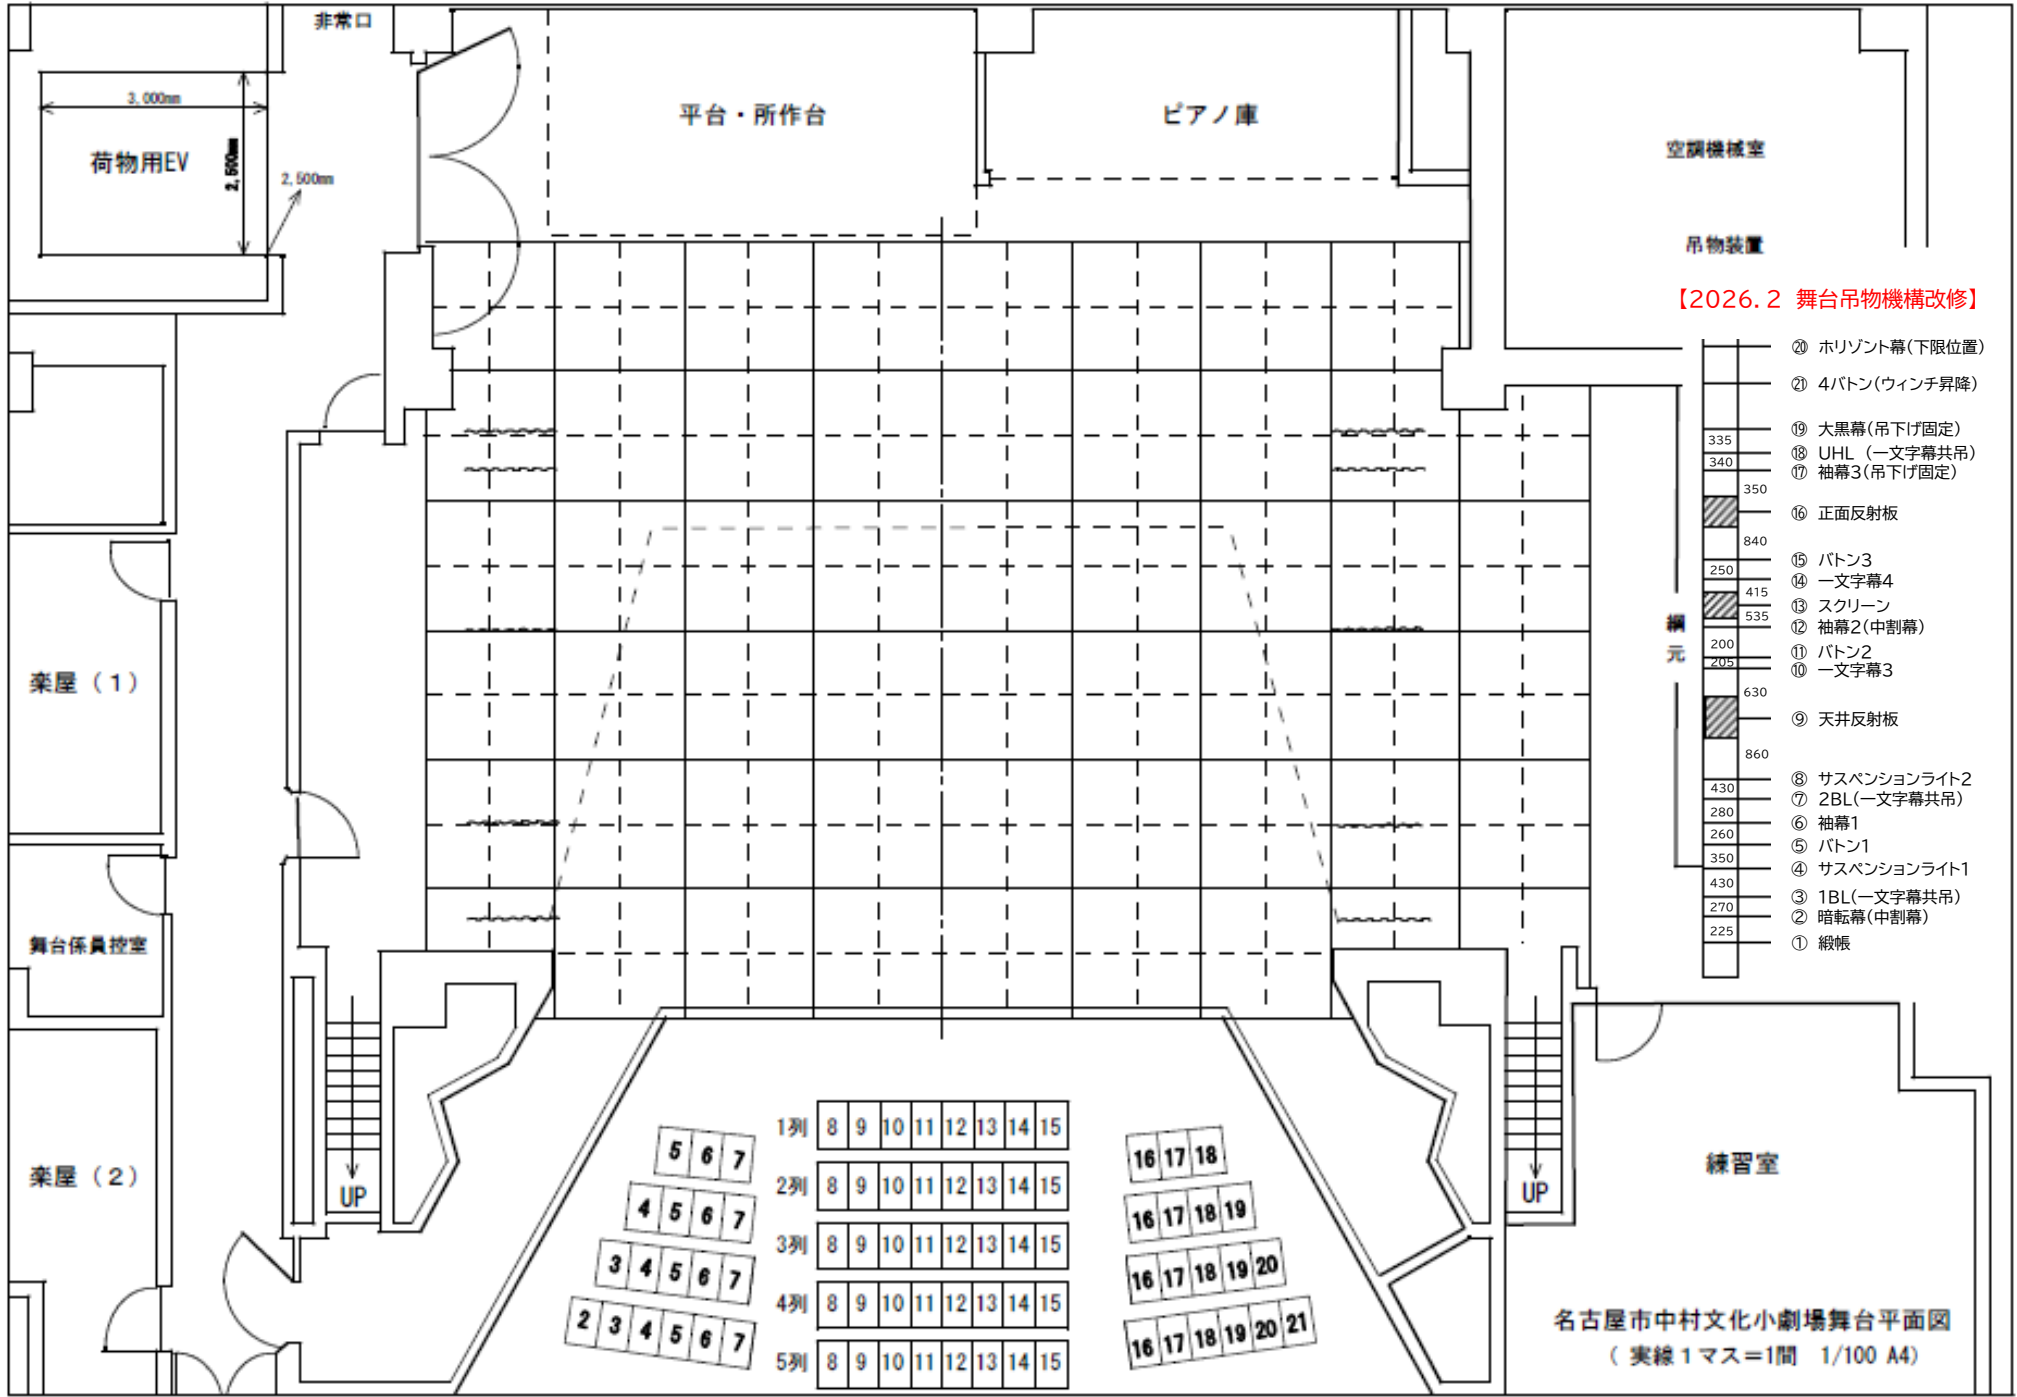 非常口
3,000mm
荷物用EV
2,500mm
2,500mm
平台・所作台
ピアノ庫
空調機械室
吊物装置
【2026.2 舞台吊物機構改修】
⑳ ホリゾント幕(下限位置)
㉑ 4バトン(ウィンチ昇降)
⑲ 大黒幕(吊下げ固定)
335
⑱ UHL (一文字幕共吊)
340
⑰ 袖幕3(吊下げ固定)
350
⑯ 正面反射板
840
⑮ バトン3
250
⑭ 一文字幕4
415
⑬ スクリーン
535
⑫ 袖幕2(中割幕)
200
⑪ バトン2
205
⑩ 一文字幕3
630
⑨ 天井反射板
860
⑧ サスペンションライト2
430
⑦ 2BL(一文字幕共吊)
280
⑥ 袖幕1
260
⑤ バトン1
350
④ サスペンションライト1
430
③ 1BL(一文字幕共吊)
270
② 暗転幕(中割幕)
225
① 緞帳
綱元
楽屋(1)
舞台係員控室
楽屋(2)
UP
UP
練習室
1列 8 9 10 11 12 13 14 15
5 6 7
16 17 18
2列 8 9 10 11 12 13 14 15
4 5 6 7
16 17 18 19
3列 8 9 10 11 12 13 14 15
3 4 5 6 7
16 17 18 19 20
4列 8 9 10 11 12 13 14 15
2 3 4 5 6 7
16 17 18 19 20 21
5列 8 9 10 11 12 13 14 15
名古屋市中村文化小劇場舞台平面図
( 実線1マス=1間 1/100 A4)